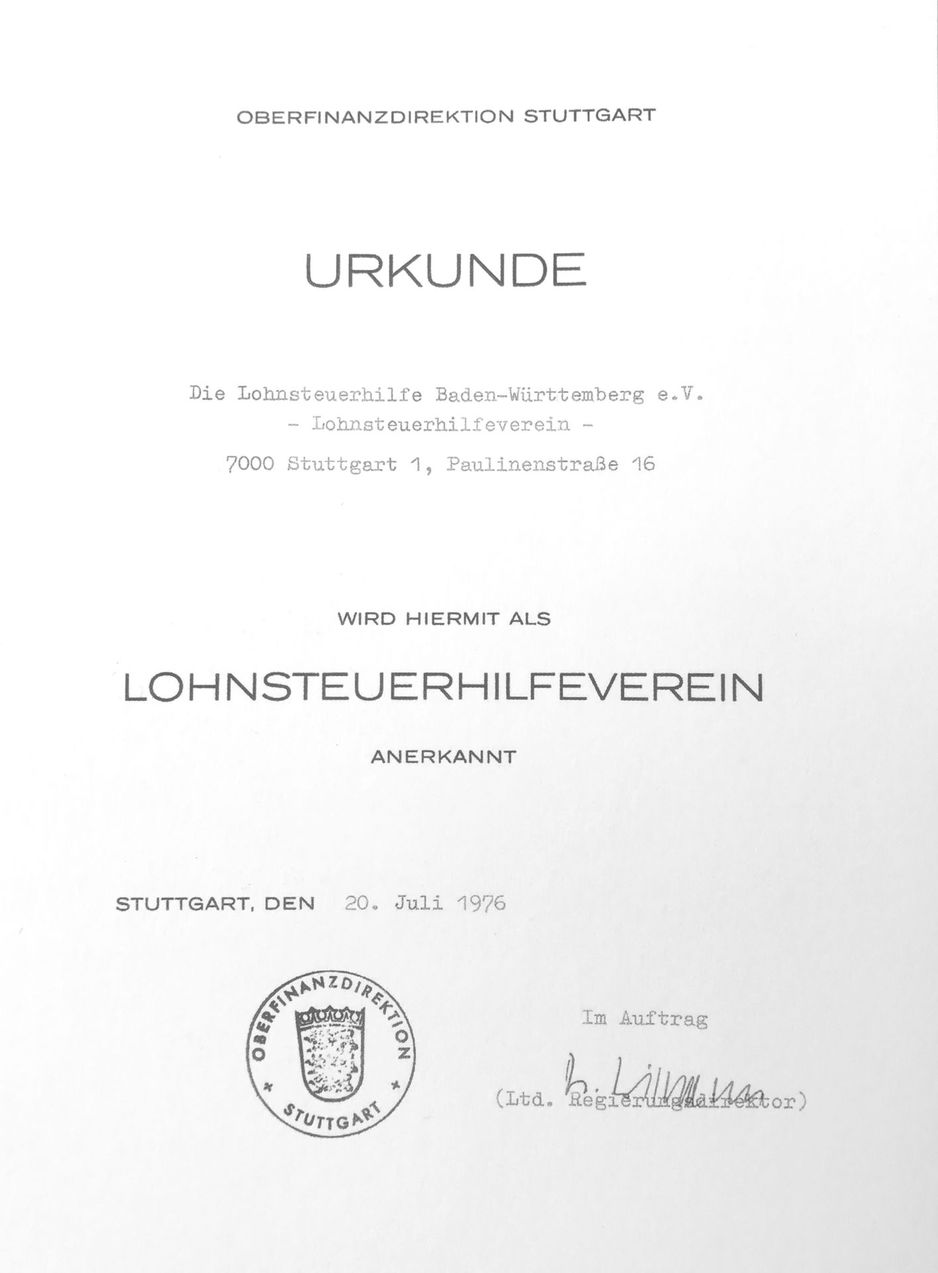 OBERFINANZDIREKTION STUTTGART
URKUNDE
Die Lohnsteuerhilfe Baden-Württemberg e.V.
- Lohnsteuerhilfeverein -
7000 Stuttgart 1, Paulinenstraße 16
WIRD HIERMIT ALS
LOHNSTEUERHILFEVEREIN
ANERKANNT
STUTTGART, DEN 20. Juli 1976
OBERFINANZDIREKTION
STUTTGART
Im Auftrag
(Ltd. Regierungsdirektor)